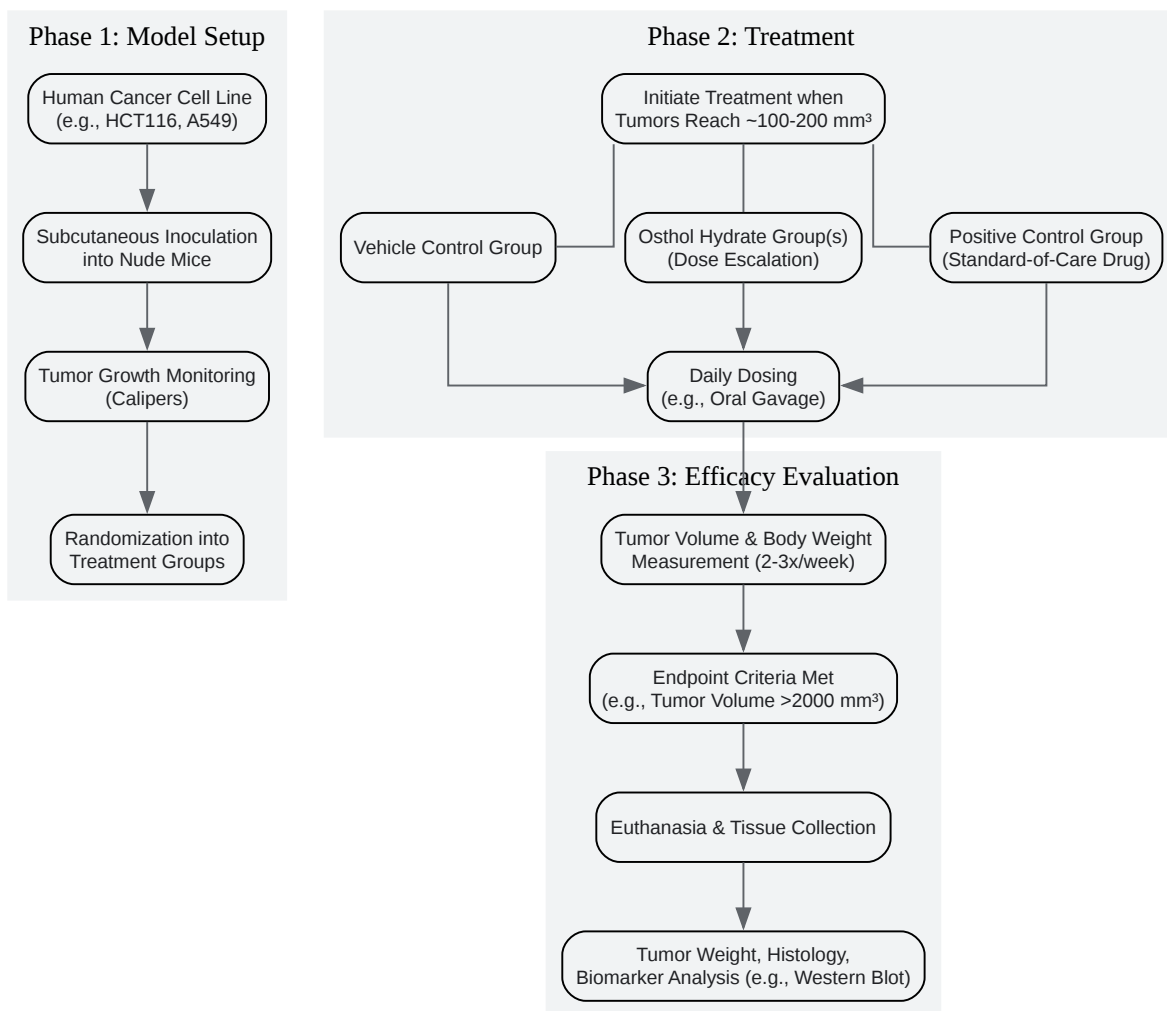 Phase 1: Model Setup
Human Cancer Cell Line
(e.g., HCT116, A549)
Subcutaneous Inoculation
into Nude Mice
Tumor Growth Monitoring
(Calipers)
Randomization into
Treatment Groups
Phase 2: Treatment
Initiate Treatment when
Tumors Reach ~100-200 mm³
Vehicle Control Group
Osthol Hydrate Group(s)
(Dose Escalation)
Positive Control Group
(Standard-of-Care Drug)
Daily Dosing
(e.g., Oral Gavage)
Phase 3: Efficacy Evaluation
Tumor Volume & Body Weight
Measurement (2-3x/week)
Endpoint Criteria Met
(e.g., Tumor Volume >2000 mm³)
Euthanasia & Tissue Collection
Tumor Weight, Histology,
Biomarker Analysis (e.g., Western Blot)